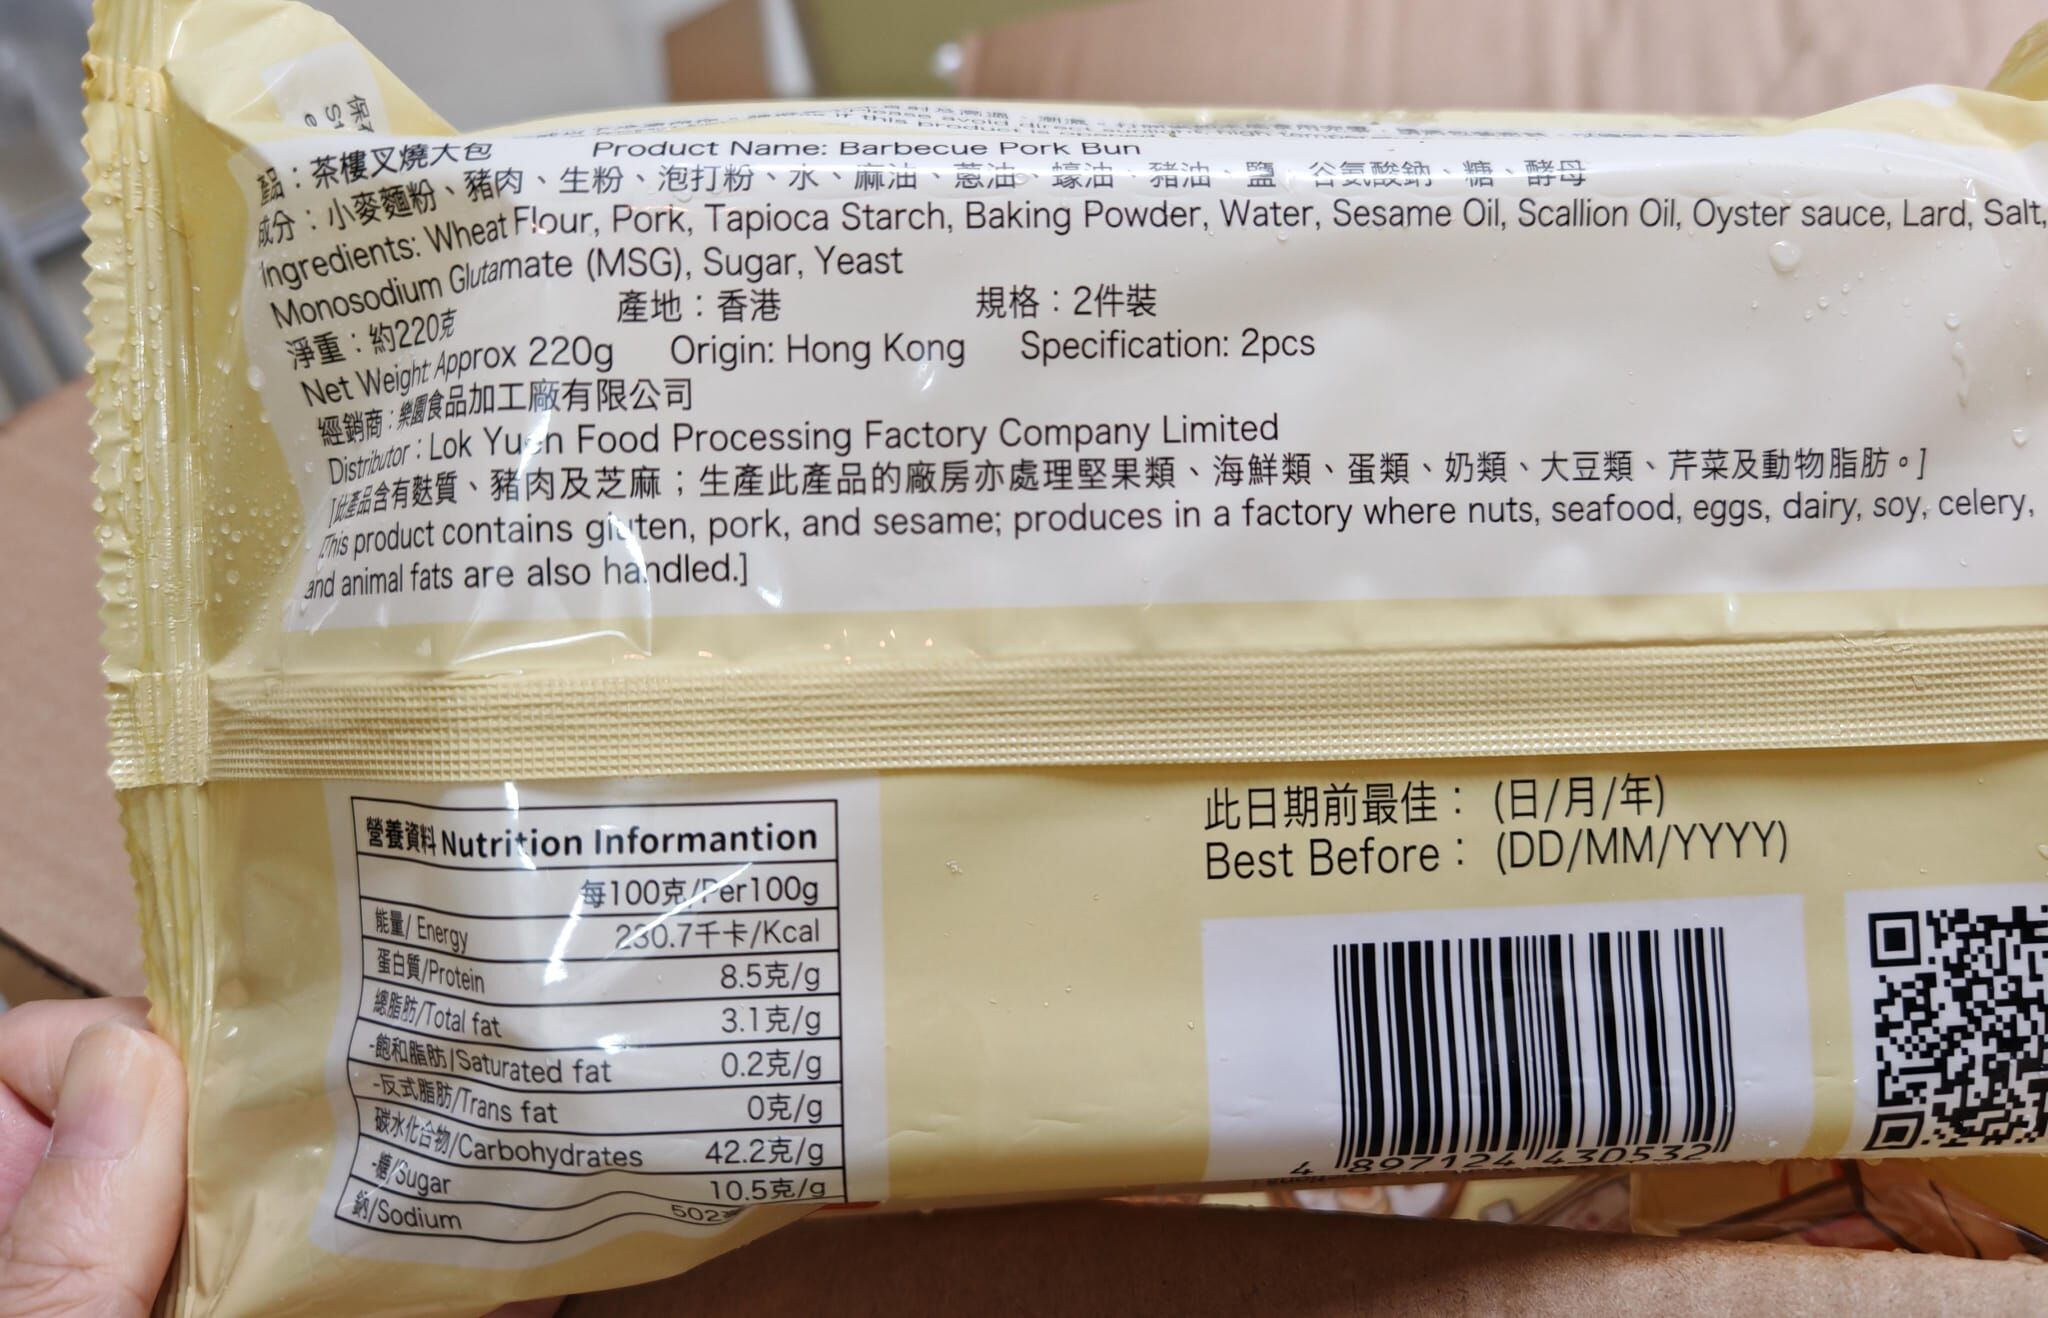 產品：茶樓叉燒大包 Product Name: Barbecue Pork Bun
成分：小麥麵粉、豬肉、生粉、泡打粉、水、麻油、蔥油、蠔油、豬油、鹽、谷氨酸鈉、糖、酵母
Ingredients: Wheat Flour, Pork, Tapioca Starch, Baking Powder, Water, Sesame Oil, Scallion Oil, Oyster sauce, Lard, Salt,
Monosodium Glutamate (MSG), Sugar, Yeast
淨重：約220克 產地：香港 規格：2件裝
Net Weight: Approx 220g Origin: Hong Kong Specification: 2pcs
經銷商：樂園食品加工廠有限公司
Distributor : Lok Yuen Food Processing Factory Company Limited
[此產品含有麩質、豬肉及芝麻；生產此產品的廠房亦處理堅果類、海鮮類、蛋類、奶類、大豆類、芹菜及動物脂肪。]
[This product contains gluten, pork, and sesame; produces in a factory where nuts, seafood, eggs, dairy, soy, celery,
and animal fats are also handled.]
營養資料 Nutrition Informantion
每100克/Per100g
能量/Energy 230.7千卡/Kcal
蛋白質/Protein 8.5克/g
總脂肪/Total fat 3.1克/g
-飽和脂肪/Saturated fat 0.2克/g
-反式脂肪/Trans fat 0克/g
碳水化合物/Carbohydrates 42.2克/g
-糖/Sugar 10.5克/g
鈉/Sodium 502
此日期前最佳：(日/月/年)
Best Before : (DD/MM/YYYY)
4 897124 430532